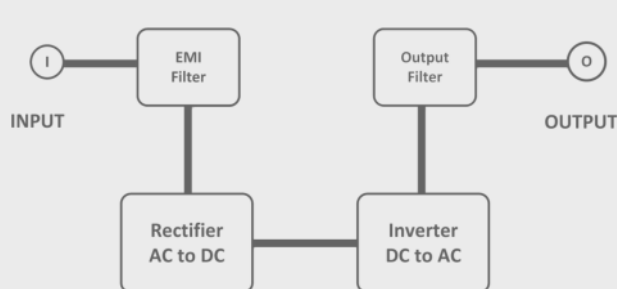 I
EMI
Filter
Output
Filter
O
INPUT
OUTPUT
Rectifier
AC to DC
Inverter
DC to AC